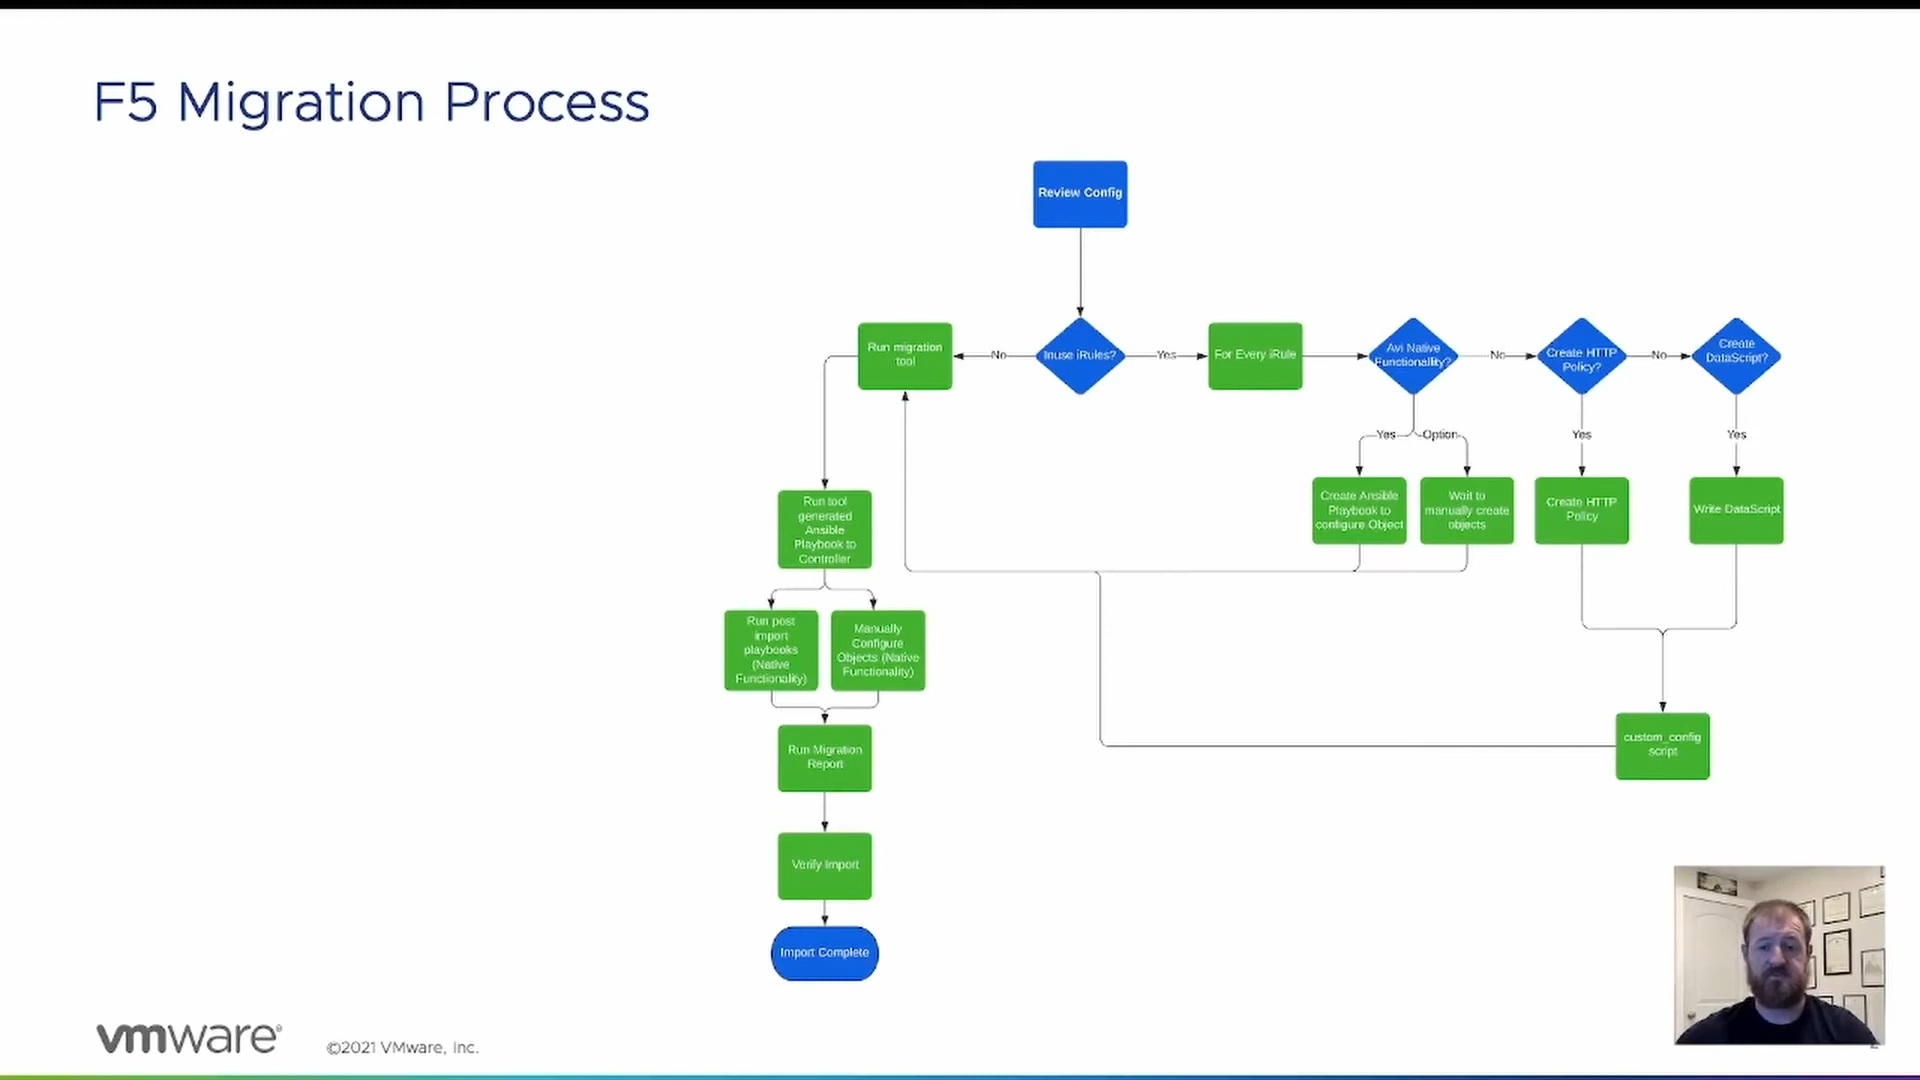 F5 Migration Process
Review Config
Run migration
tool
No
Inuse iRules?
Yes
For Every iRule
Avi Native
Functionality?
No
Create HTTP
Policy?
No
Create
DataScript?
Yes
Option
Yes
Yes
Create Ansible
Playbook to
configure Object
Wait to
manually create
objects
Create HTTP
Policy
Write DataScript
Run tool
generated
Ansible
Playbook to
Controller
Run post
import
playbooks
(Native
Functionality)
Manually
Configure
Objects (Native
Functionality)
custom_config
script
Run Migration
Report
Verify Import
Import Complete
vmware®
©2021 VMware, Inc.